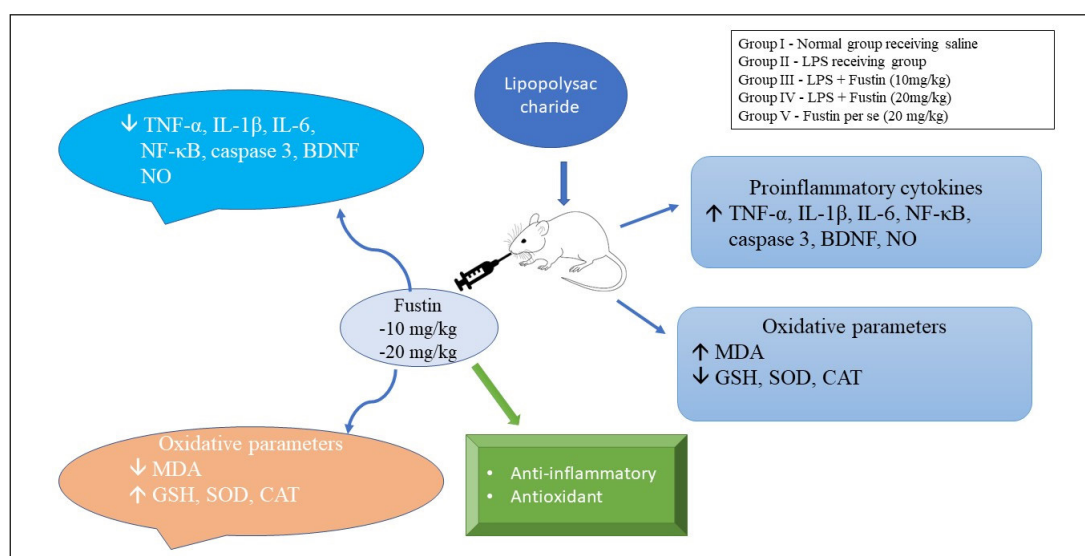 Group I - Normal group receiving saline
Group II - LPS receiving group
Group III - LPS + Fustin (10mg/kg)
Group IV - LPS + Fustin (20mg/kg)
Group V - Fustin per se (20 mg/kg)
Lipopolysac
charide
↓ TNF-α, IL-1β, IL-6,
NF-κB, caspase 3, BDNF
NO
Proinflammatory cytokines
↑ TNF-α, IL-1β, IL-6, NF-κB,
caspase 3, BDNF, NO
Fustin
-10 mg/kg
-20 mg/kg
Oxidative parameters
↑ MDA
↓ GSH, SOD, CAT
Oxidative parameters
↓ MDA
↑ GSH, SOD, CAT
• Anti-inflammatory
• Antioxidant